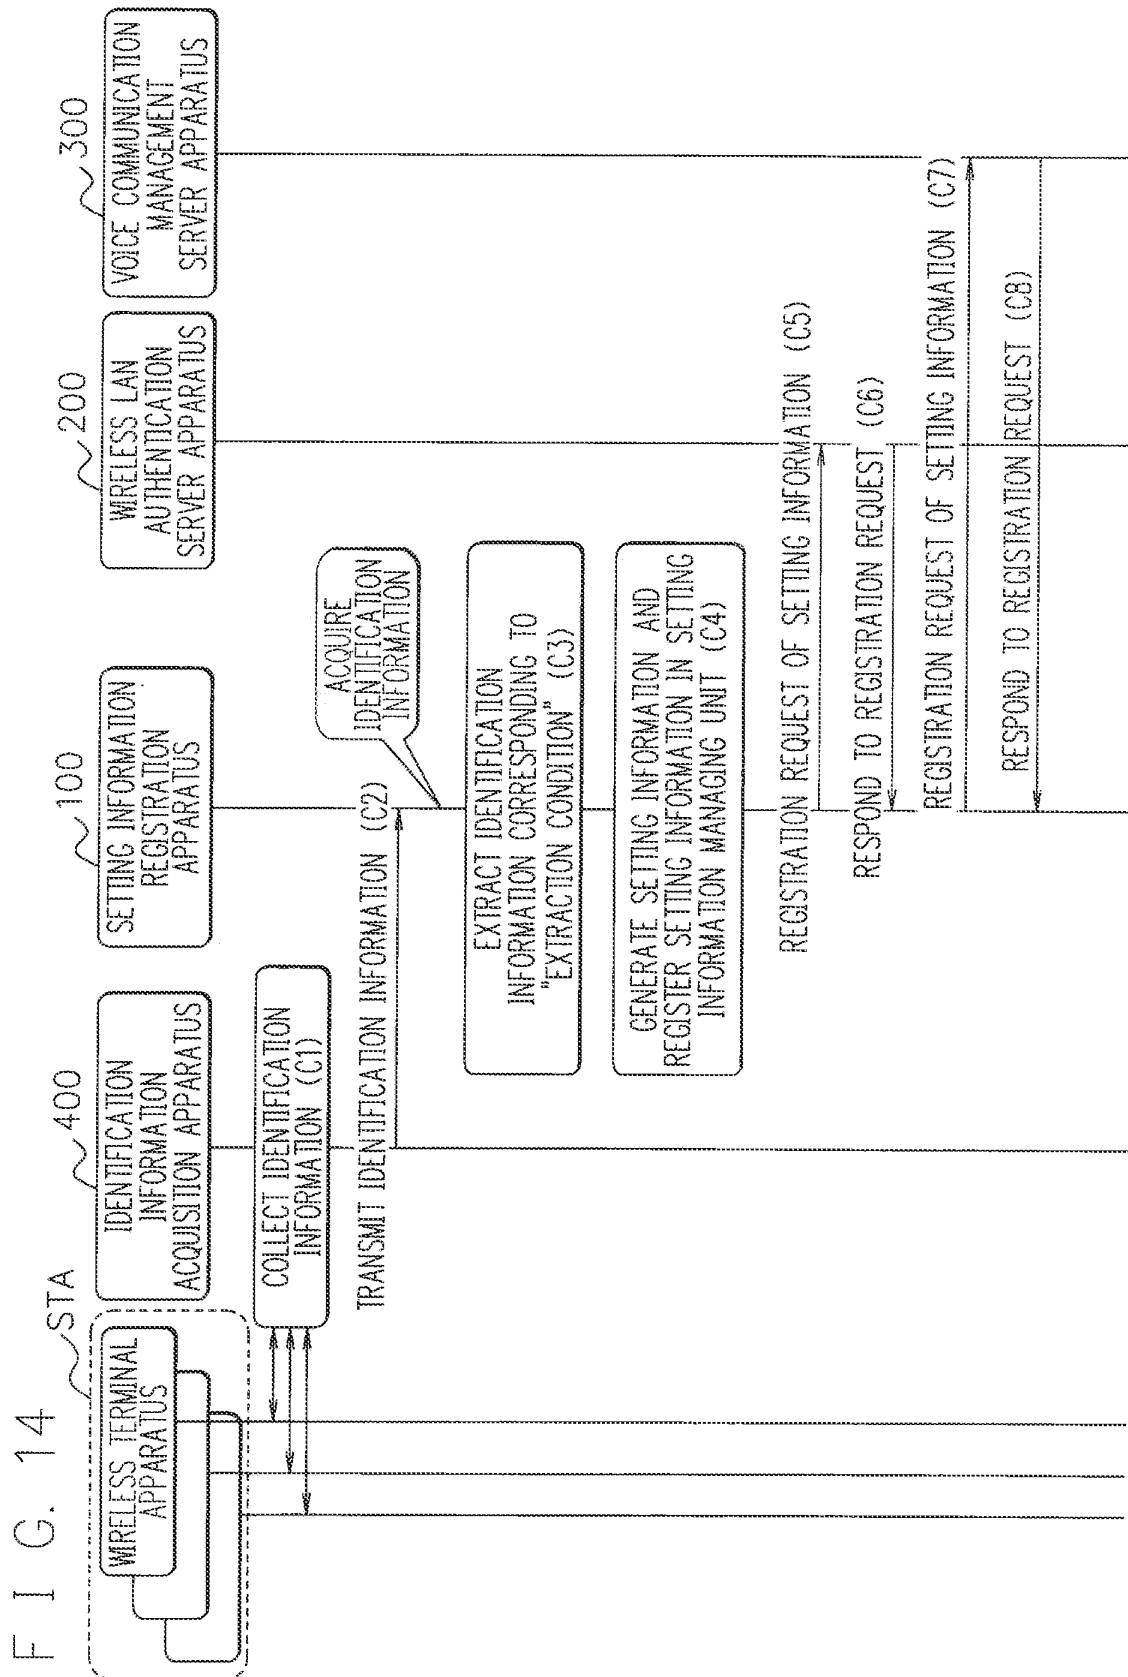 F I G. 14
STA
WIRELESS TERMINAL
APPARATUS
400
IDENTIFICATION
INFORMATION
ACQUISITION APPARATUS
100
SETTING INFORMATION
REGISTRATION
APPARATUS
200
WIRELESS LAN
AUTHENTICATION
SERVER APPARATUS
300
VOICE COMMUNICATION
MANAGEMENT
SERVER APPARATUS
COLLECT IDENTIFICATION
INFORMATION (C1)
TRANSMIT IDENTIFICATION INFORMATION (C2)
ACQUIRE
IDENTIFICATION
INFORMATION
EXTRACT IDENTIFICATION
INFORMATION CORRESPONDING TO
"EXTRACTION CONDITION" (C3)
GENERATE SETTING INFORMATION AND
REGISTER SETTING INFORMATION IN SETTING
INFORMATION MANAGING UNIT (C4)
REGISTRATION REQUEST OF SETTING INFORMATION (C5)
RESPOND TO REGISTRATION REQUEST (C6)
REGISTRATION REQUEST OF SETTING INFORMATION (C7)
RESPOND TO REGISTRATION REQUEST (C8)